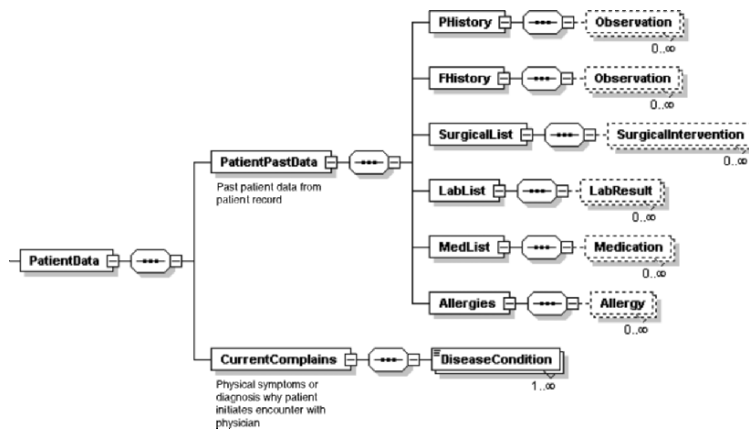 PHistory
Observation
0..∞
FHistory
Observation
0..∞
SurgicalList
SurgicalIntervention
0..∞
PatientPastData
Past patient data from
patient record
LabList
LabResult
0..∞
MedList
Medication
0..∞
PatientData
Allergies
Allergy
0..∞
CurrentComplains
DiseaseCondition
1..∞
Physical symptoms or
diagnosis why patient
initiates encounter with
physician